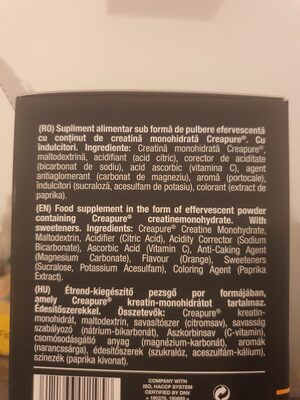 (RO) Supliment alimentar sub formă de pulbere efervescentă
cu conținut de creatină monohidrată Creapure®. Cu
îndulcitori. Ingrediente: Creatină monohidrată Creapure®,
maltodextrină, acidifiant (acid citric), corector de aciditate
(bicarbonat de sodiu), acid ascorbic (vitamina C), agent
antiaglomerant (carbonat de magneziu), aromă (portocale),
îndulcitori (sucraloză, acesulfam de potasiu), colorant (extract de
paprika).
(EN) Food supplement in the form of effervescent powder
containing Creapure® creatinemonohydrate. With
sweeteners. Ingredients: Creapure® Creatine Monohydrate,
Maltodextrin, Acidifier (Citric Acid), Acidity Corrector (Sodium
Bicarbonate), Ascorbic Acid (Vitamin C), Anti-Caking Agent
(Magnesium Carbonate), Flavour (Orange), Sweeteners
(Sucralose, Potassium Acesulfam), Coloring Agent (Paprika
Extract).
(HU) Étrend-kiegészítő pezsgő por formájában,
amely Creapure® kreatin-monohidrátot tartalmaz.
Édesítőszerekkel. Összetevők: Creapure® kreatin-
monohidrát, maltodextrin, savasítószer (citromsav), savasság
szabályozó (nátrium-bikarbonát), Aszkorbinsav (C-vitamin),
csomósodásgátló anyag (magnézium-karbonát), aromák
(narancssárga), édesítőszerek (szukralóz, aceszulfám-kálium),
színezék (paprika kivonat).
COMPANY WITH
ISO, HACCP SYSTEM
CERTIFIED BY DNV